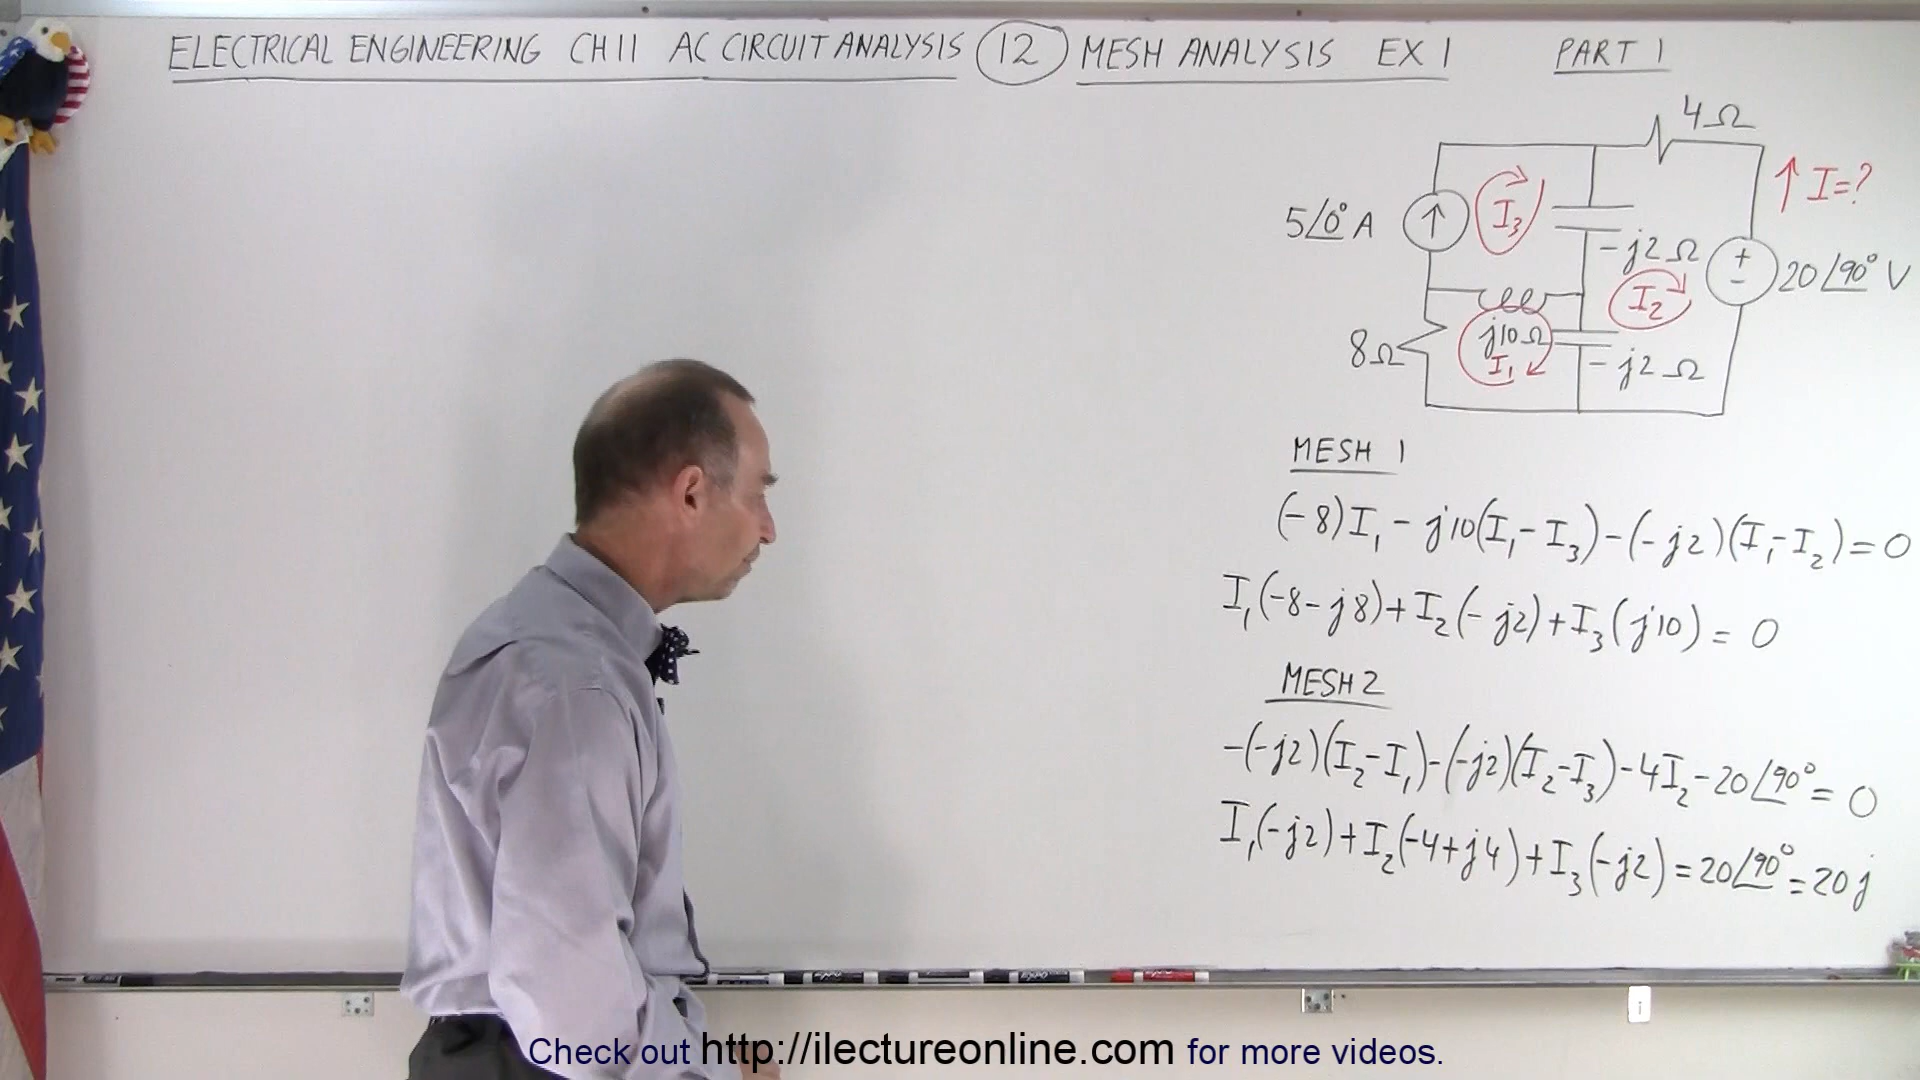 ELECTRICAL ENGINEERING CH 11 AC CIRCUIT ANALYSIS 12 MESH ANALYSIS EX 1 PART 1
4Ω
↑ I=?
5∠0° A
I₃
-j2 Ω
20∠90° V
+
-
I₂
j10Ω
8Ω
I₁
-j2 Ω
MESH 1
(-8)I₁ - j10(I₁-I₃)-(-j2)(I₁-I₂)=0
I₁(-8-j8)+I₂(-j2)+I₃(j10)=0
MESH 2
-(-j2)(I₂-I₁)-(-j2)(I₂-I₃)-4I₂-20∠90°=0
I₁(-j2)+I₂(-4+j4)+I₃(-j2)=20∠90°=20j
Check out http://ilectureonline.com for more videos.